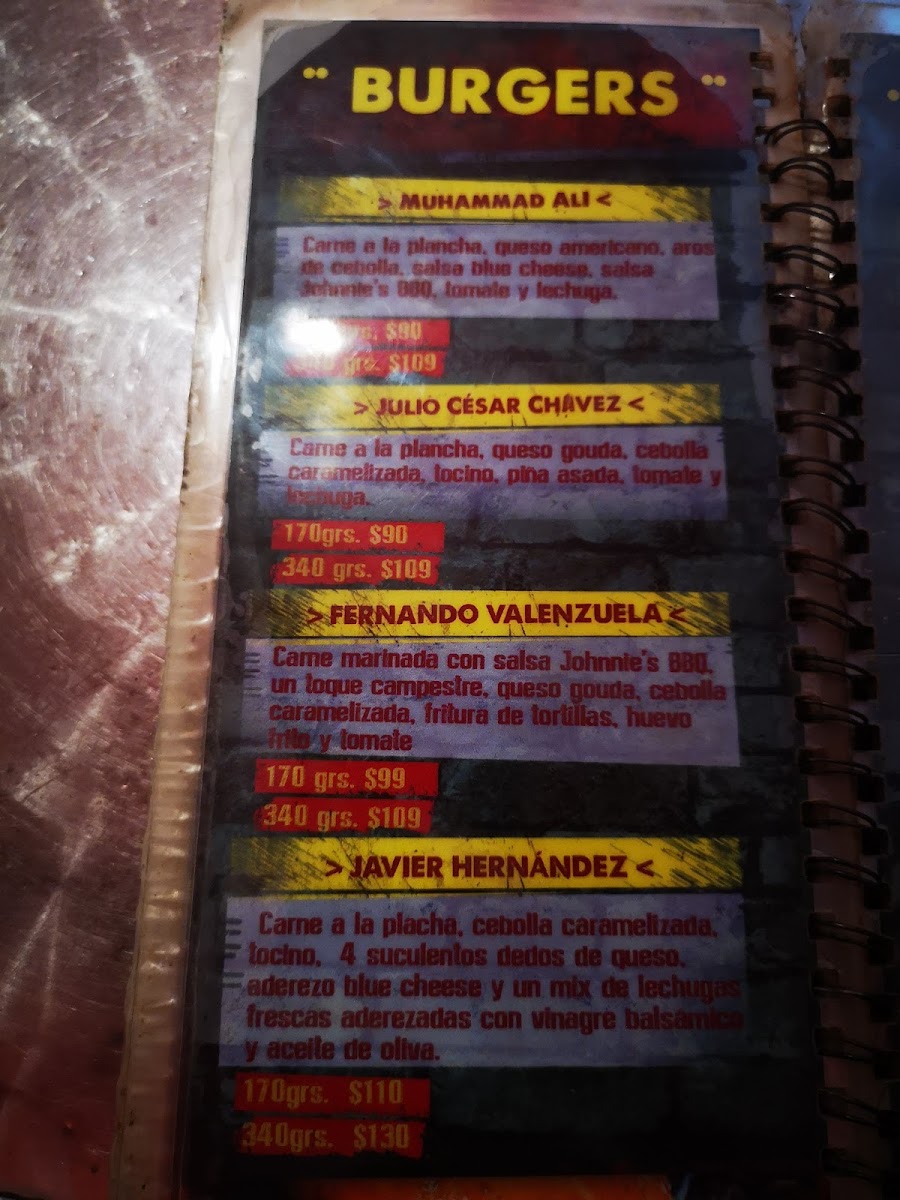 ¨ BURGERS ¨
> MUHAMMAD ALI <
Carne a la plancha, queso americano, aros
de cebolla, salsa blue cheese, salsa
Johnnie's BBQ, tomate y lechuga.
grs. $90
grs. $109
> JULIO CÉSAR CHÁVEZ <
Carne a la plancha, queso gouda, cebolla
caramelizada, tocino, piña asada, tomate y
lechuga.
170grs. $90
340 grs. $109
> FERNANDO VALENZUELA <
Carne marinada con salsa Johnnie's BBQ,
un toque campestre, queso gouda, cebolla
caramelizada, fritura de tortillas, huevo
frito y tomate
170 grs. $99
340 grs. $109
> JAVIER HERNÁNDEZ <
Carne a la placha, cebolla caramelizada,
tocino, 4 suculentos dedos de queso,
aderezo blue cheese y un mix de lechugas
frescas aderezadas con vinagre balsámico
y aceite de oliva.
170grs. $110
340grs. $130